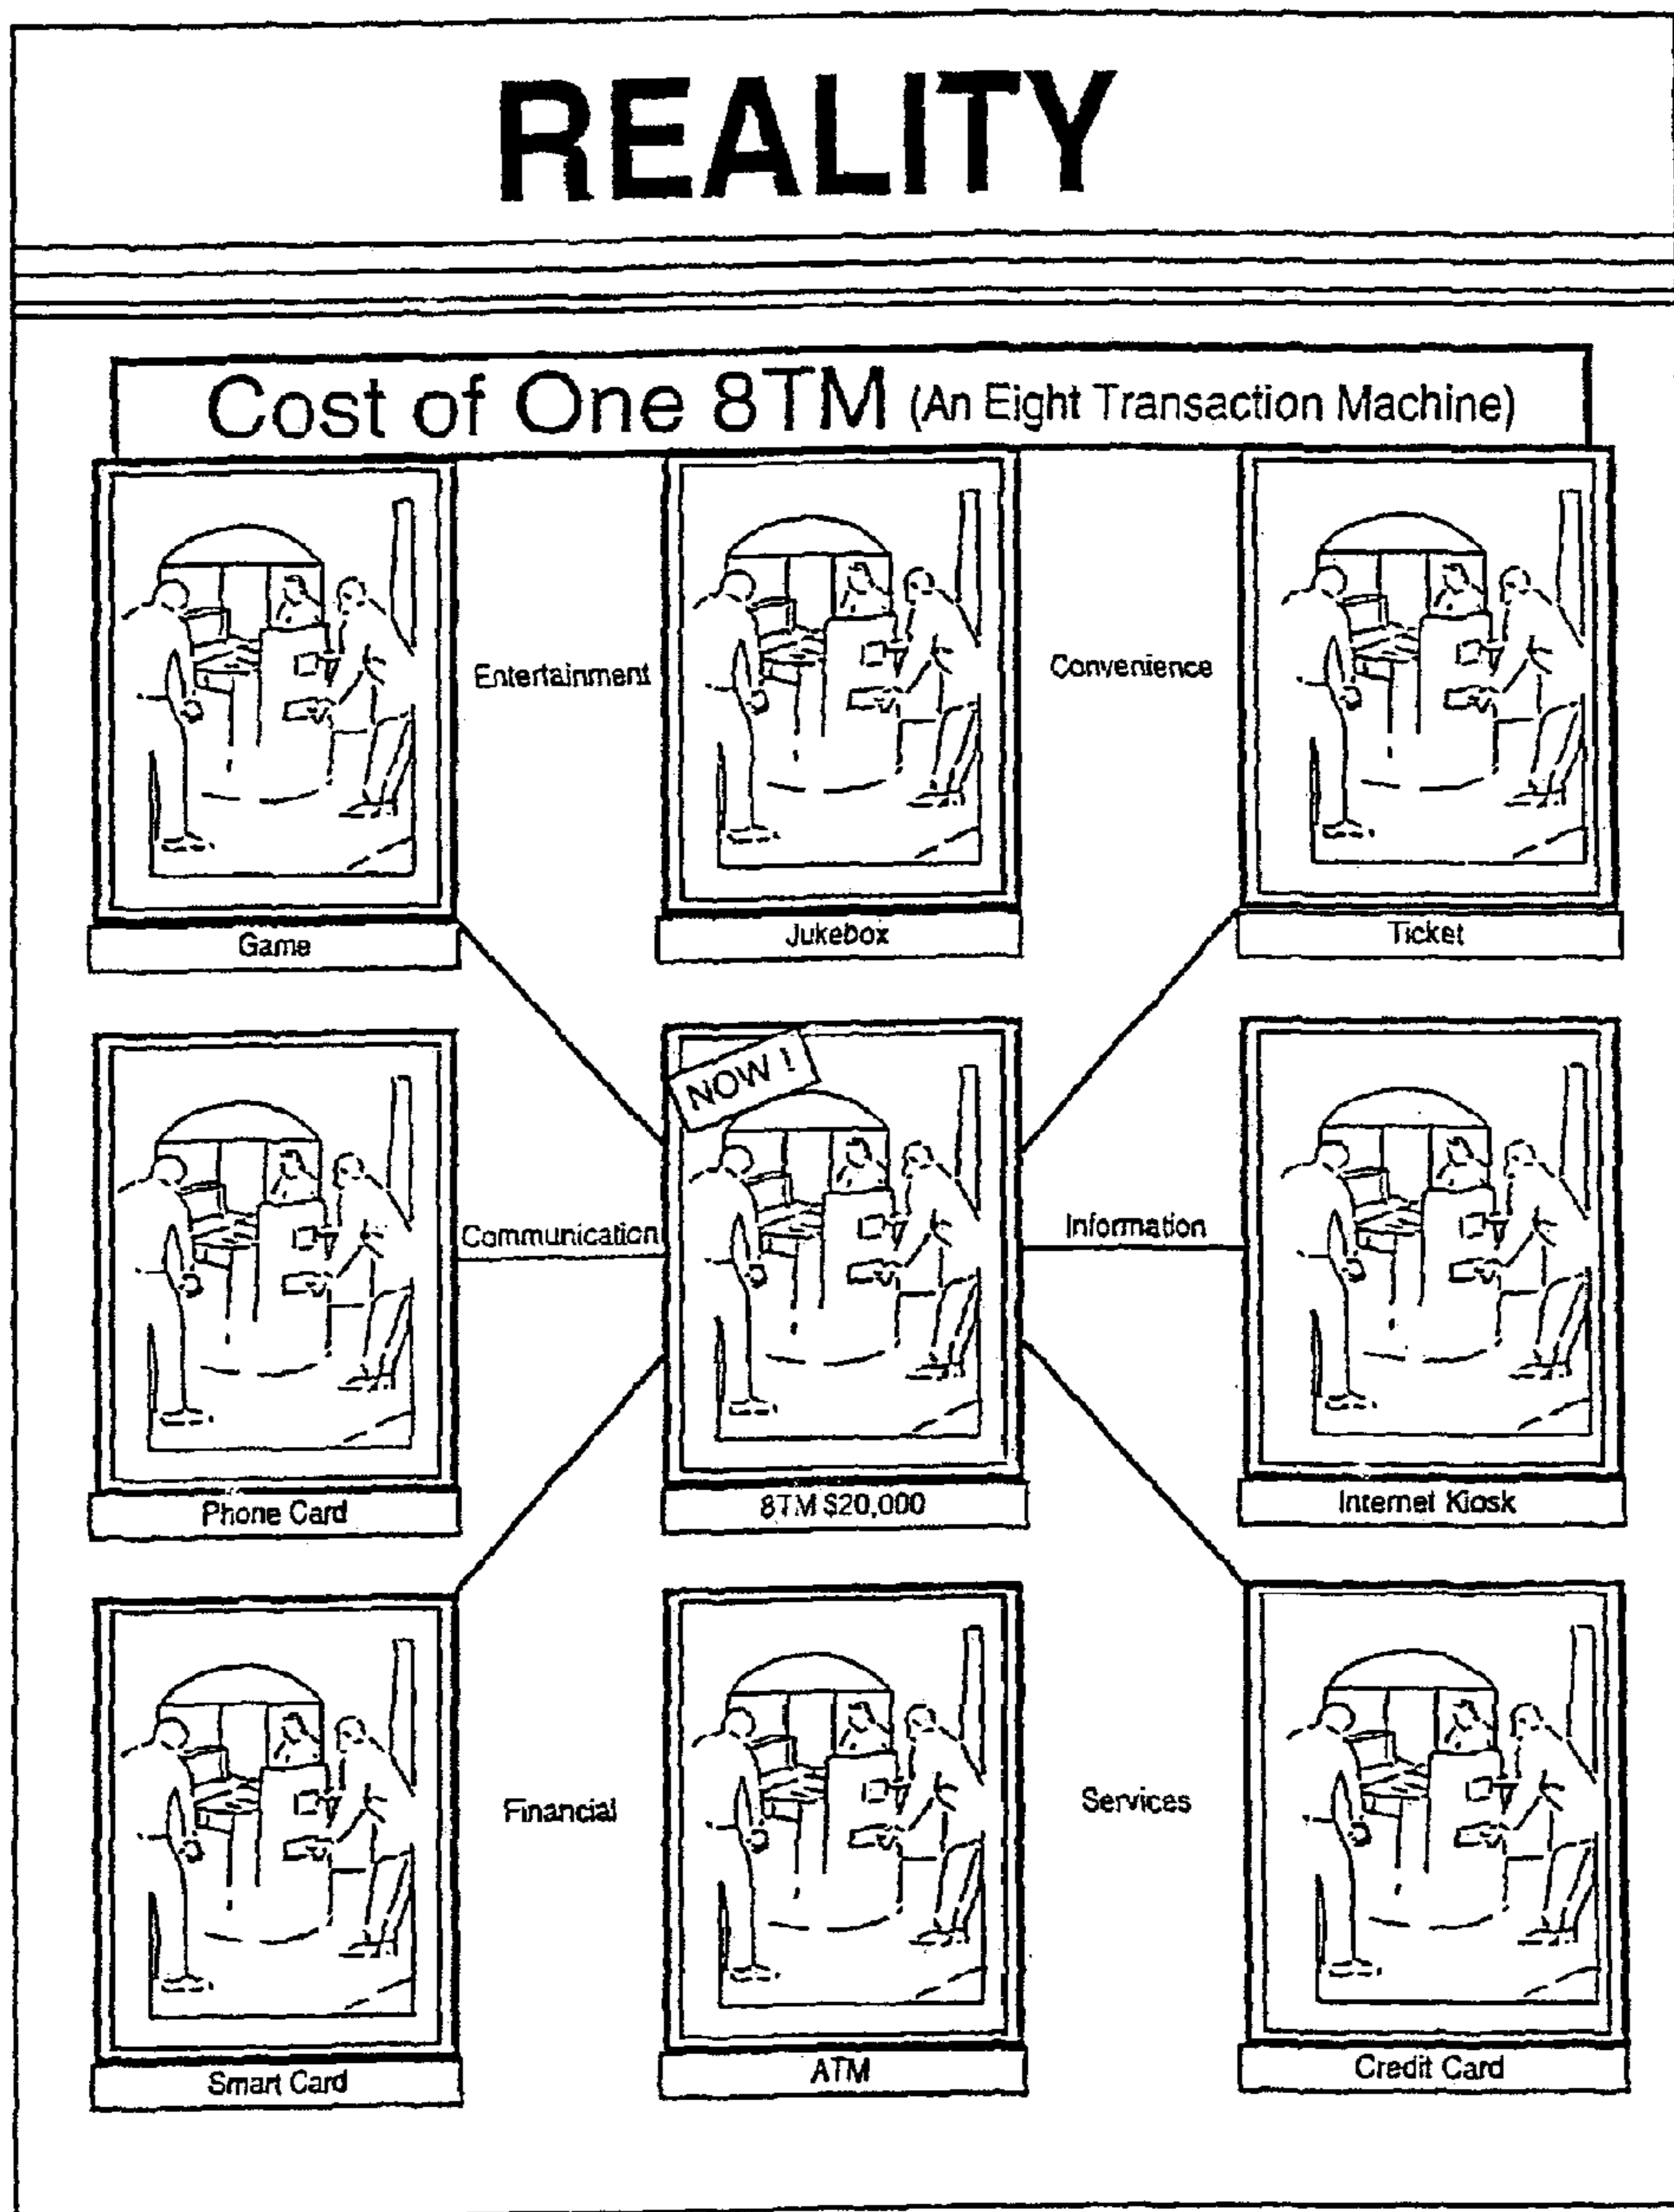 REALITY
Cost of One 8TM (An Eight Transaction Machine)
Entertainment
Convenience
Game
Jukebox
Ticket
NOW !
Communication
Information
Phone Card
8TM $20,000
Internet Kiosk
Financial
Services
Smart Card
ATM
Credit Card